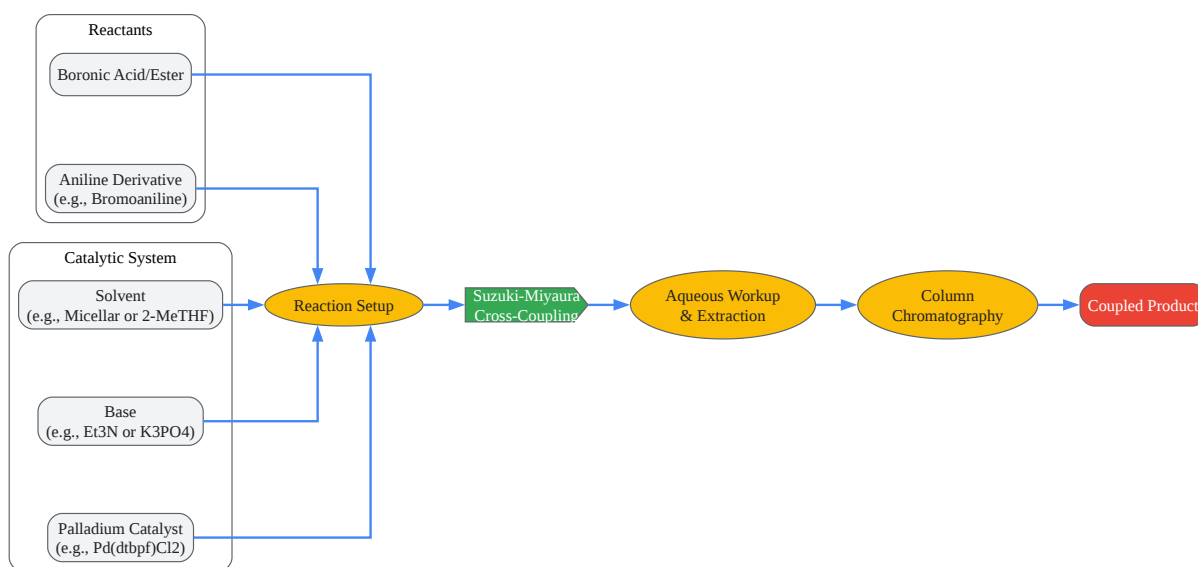 Reactants
Boronic Acid/Ester
Aniline Derivative
(e.g., Bromoaniline)
Catalytic System
Solvent
(e.g., Micellar or 2-MeTHF)
Base
(e.g., Et3N or K3PO4)
Palladium Catalyst
(e.g., Pd(dtbpf)Cl2)
Reaction Setup
Suzuki-Miyaura
Cross-Coupling
Aqueous Workup
& Extraction
Column
Chromatography
Coupled Product